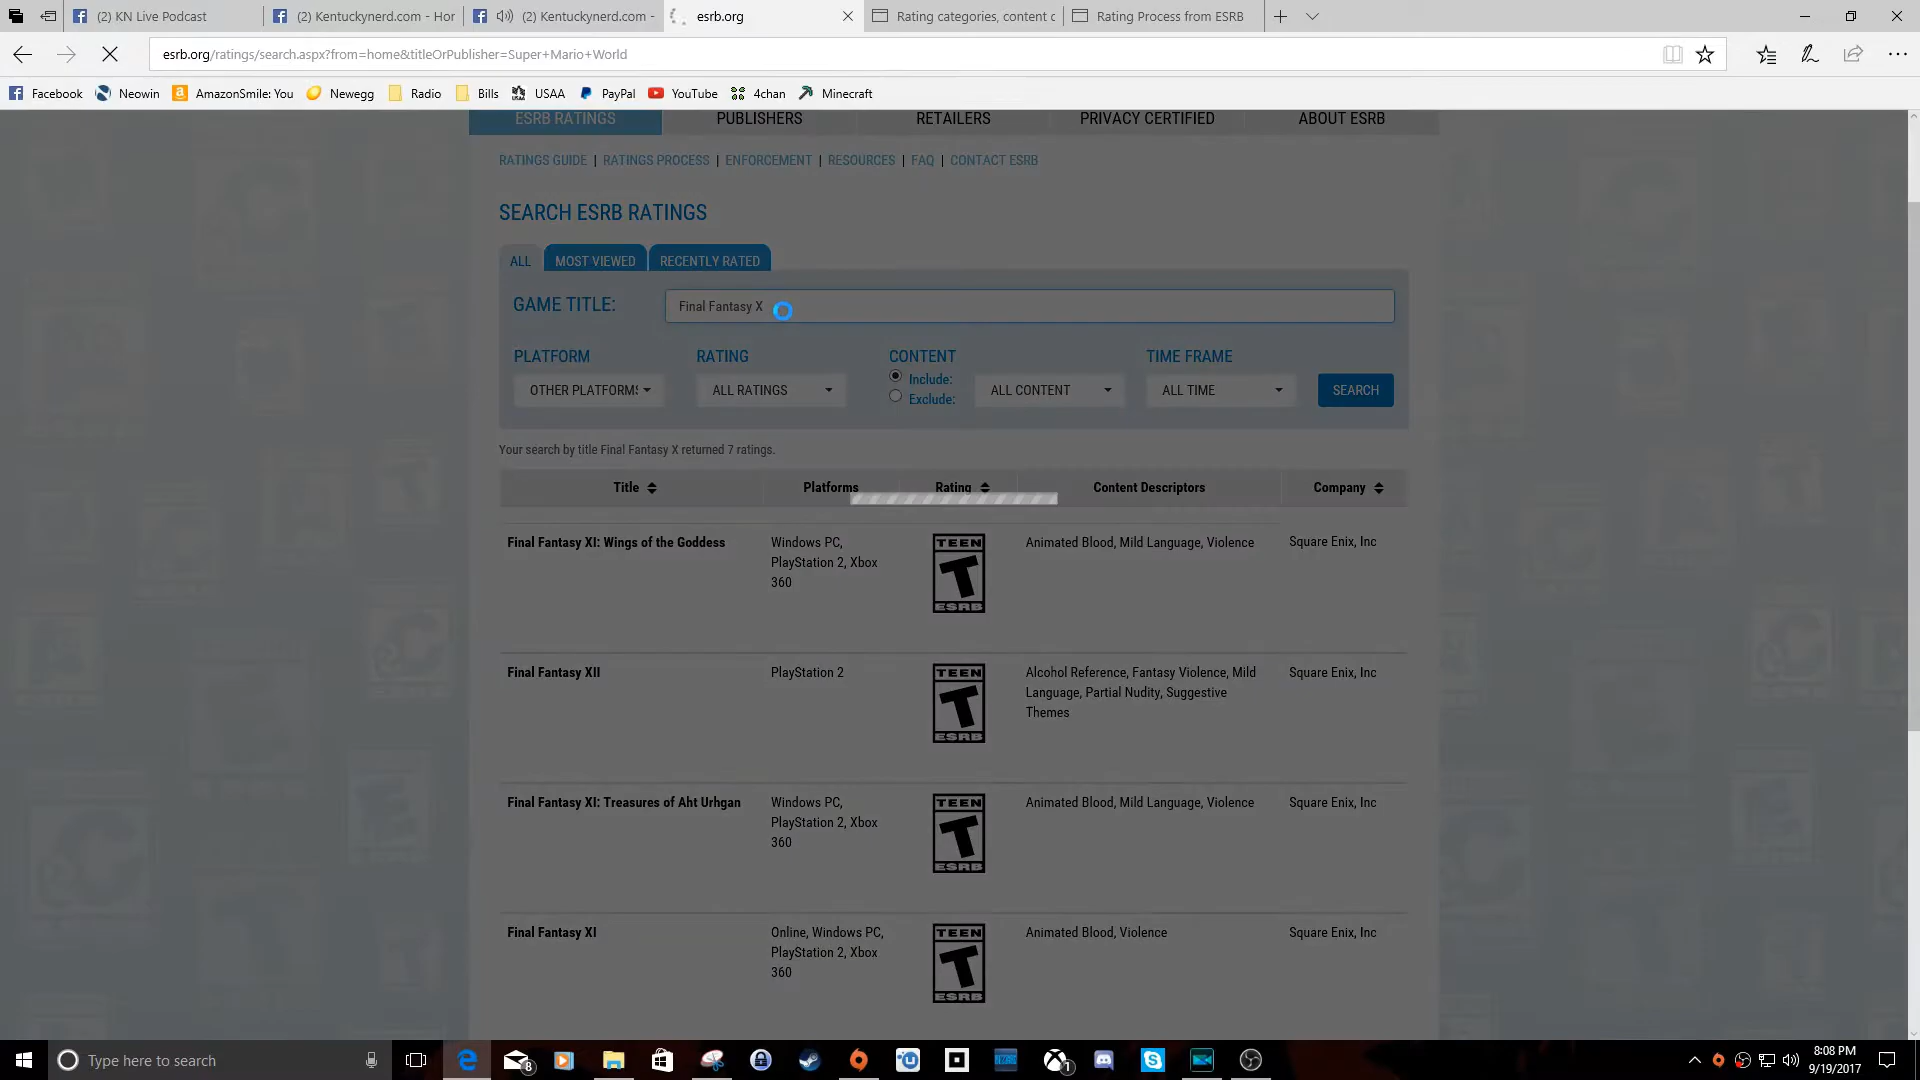 (2) KN Live Podcast
(2) Kentuckynerd.com - Hor
(2) Kentuckynerd.com -
esrb.org
Rating categories, content c
Rating Process from ESRB
esrb.org/ratings/search.aspx?from=home&titleOrPublisher=Super+Mario+World
Facebook
Neowin
AmazonSmile: You
Newegg
Radio
Bills
USAA
PayPal
YouTube
4chan
Minecraft
ESRB RATINGS
PUBLISHERS
RETAILERS
PRIVACY CERTIFIED
ABOUT ESRB
RATINGS GUIDE | RATINGS PROCESS | ENFORCEMENT | RESOURCES | FAQ | CONTACT ESRB
SEARCH ESRB RATINGS
ALL
MOST VIEWED
RECENTLY RATED
GAME TITLE:
Final Fantasy X
PLATFORM
RATING
CONTENT
TIME FRAME
OTHER PLATFORMS
ALL RATINGS
Include:
Exclude:
ALL CONTENT
ALL TIME
SEARCH
Your search by title Final Fantasy X returned 7 ratings.
Title
Platforms
Rating
Content Descriptors
Company
Final Fantasy XI: Wings of the Goddess
Windows PC,
PlayStation 2, Xbox
360
TEEN
T
ESRB
Animated Blood, Mild Language, Violence
Square Enix, Inc
Final Fantasy XII
PlayStation 2
TEEN
T
ESRB
Alcohol Reference, Fantasy Violence, Mild
Language, Partial Nudity, Suggestive
Themes
Square Enix, Inc
Final Fantasy XI: Treasures of Aht Urhgan
Windows PC,
PlayStation 2, Xbox
360
TEEN
T
ESRB
Animated Blood, Mild Language, Violence
Square Enix, Inc
Final Fantasy XI
Online, Windows PC,
PlayStation 2, Xbox
360
TEEN
T
ESRB
Animated Blood, Violence
Square Enix, Inc
Type here to search
8
1
8:08 PM
9/19/2017